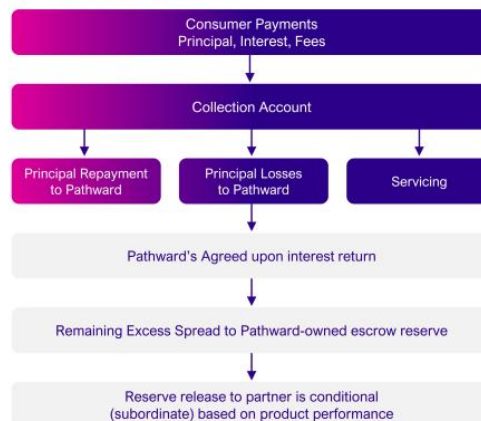 Consumer Payments
Principal, Interest, Fees
Collection Account
Principal Repayment
to Pathward
Principal Losses
to Pathward
Servicing
Pathward's Agreed upon interest return
Remaining Excess Spread to Pathward-owned escrow reserve
Reserve release to partner is conditional
(subordinate) based on product performance